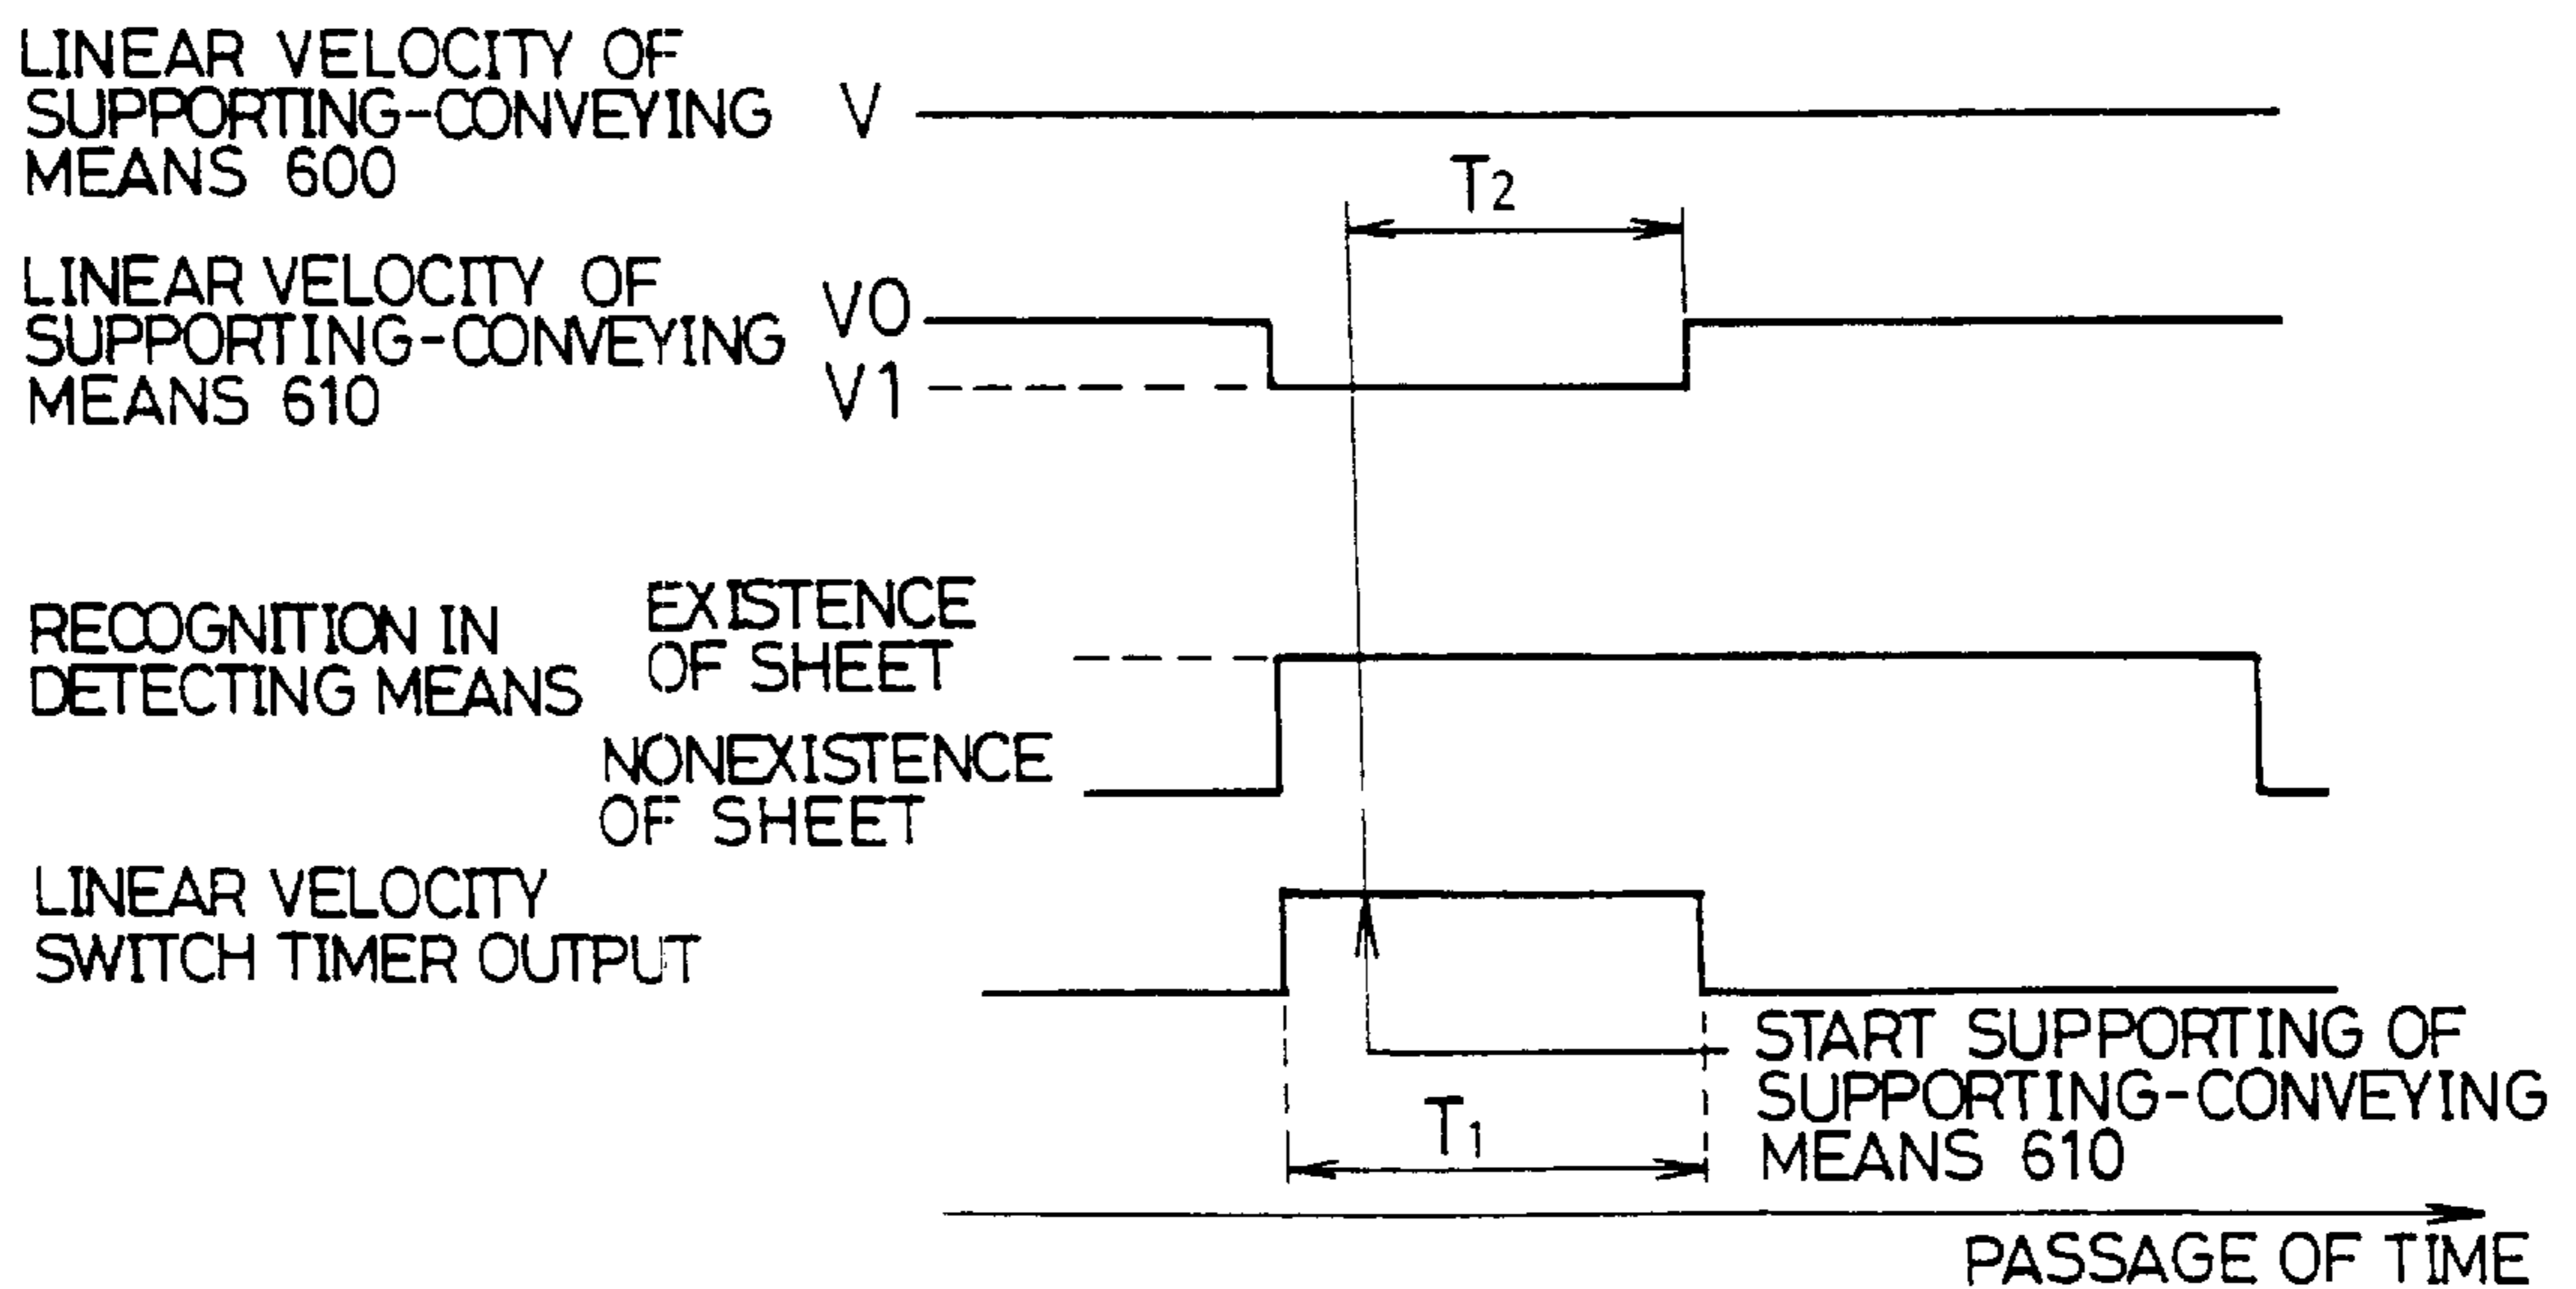 LINEAR VELOCITY OF
SUPPORTING-CONVEYING
MEANS 600
V
T2
LINEAR VELOCITY OF
SUPPORTING-CONVEYING
MEANS 610
V0
V1
RECOGNITION IN
DETECTING MEANS
EXISTENCE
OF SHEET
NONEXISTENCE
OF SHEET
LINEAR VELOCITY
SWITCH TIMER OUTPUT
START SUPPORTING OF
SUPPORTING-CONVEYING
MEANS 610
T1
PASSAGE OF TIME